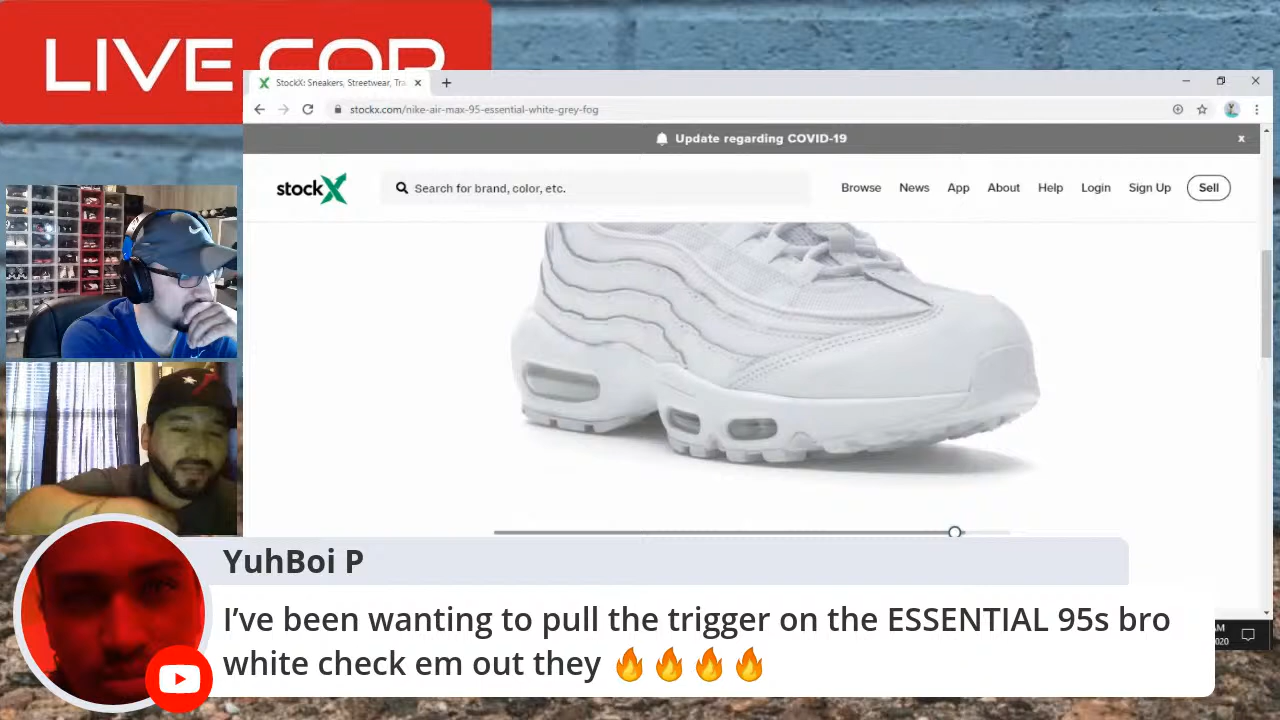 LIVE COP
StockX: Sneakers, Streetwear, Tra
stockx.com/nike-air-max-95-essential-white-grey-fog
Update regarding COVID-19
x
stockX
Search for brand, color, etc.
Browse News App About Help Login Sign Up Sell
AM
2020
YuhBoi P
I’ve been wanting to pull the trigger on the ESSENTIAL 95s bro
white check em out they 🔥🔥🔥🔥